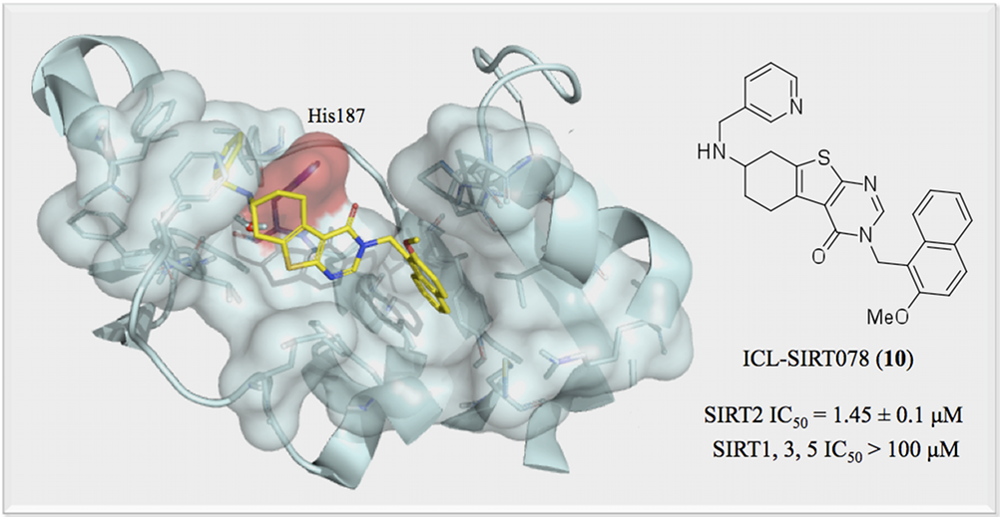 His187
N
HN
S
N
N
O
MeO
ICL-SIRT078 (10)
SIRT2 IC50 = 1.45 ± 0.1 μM
SIRT1, 3, 5 IC50 > 100 μM